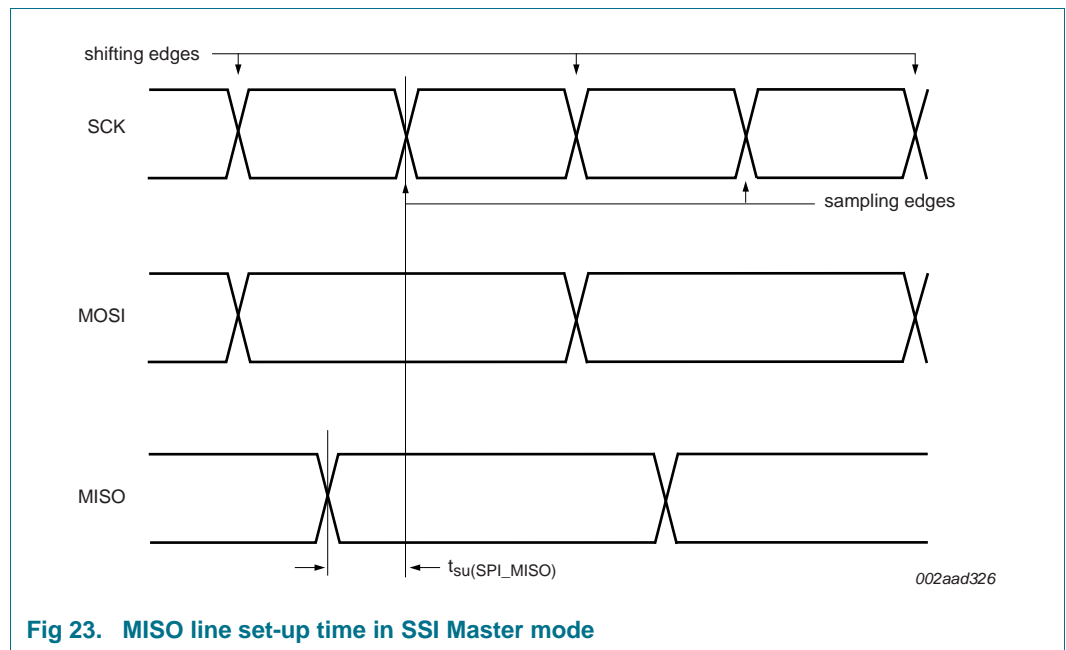 shifting edges
SCK
sampling edges
MOSI
MISO
tsu(SPI_MISO)
002aad326
Fig 23. MISO line set-up time in SSI Master mode